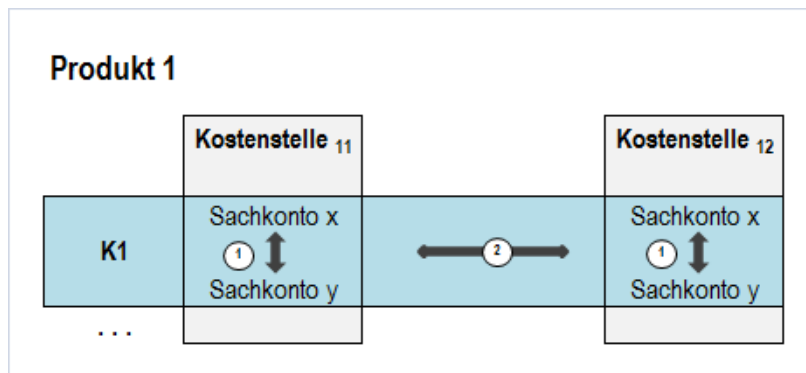 Produkt 1
Kostenstelle 11
Kostenstelle 12
K1
Sachkonto x
1
Sachkonto y
2
Sachkonto x
1
Sachkonto y
. . .